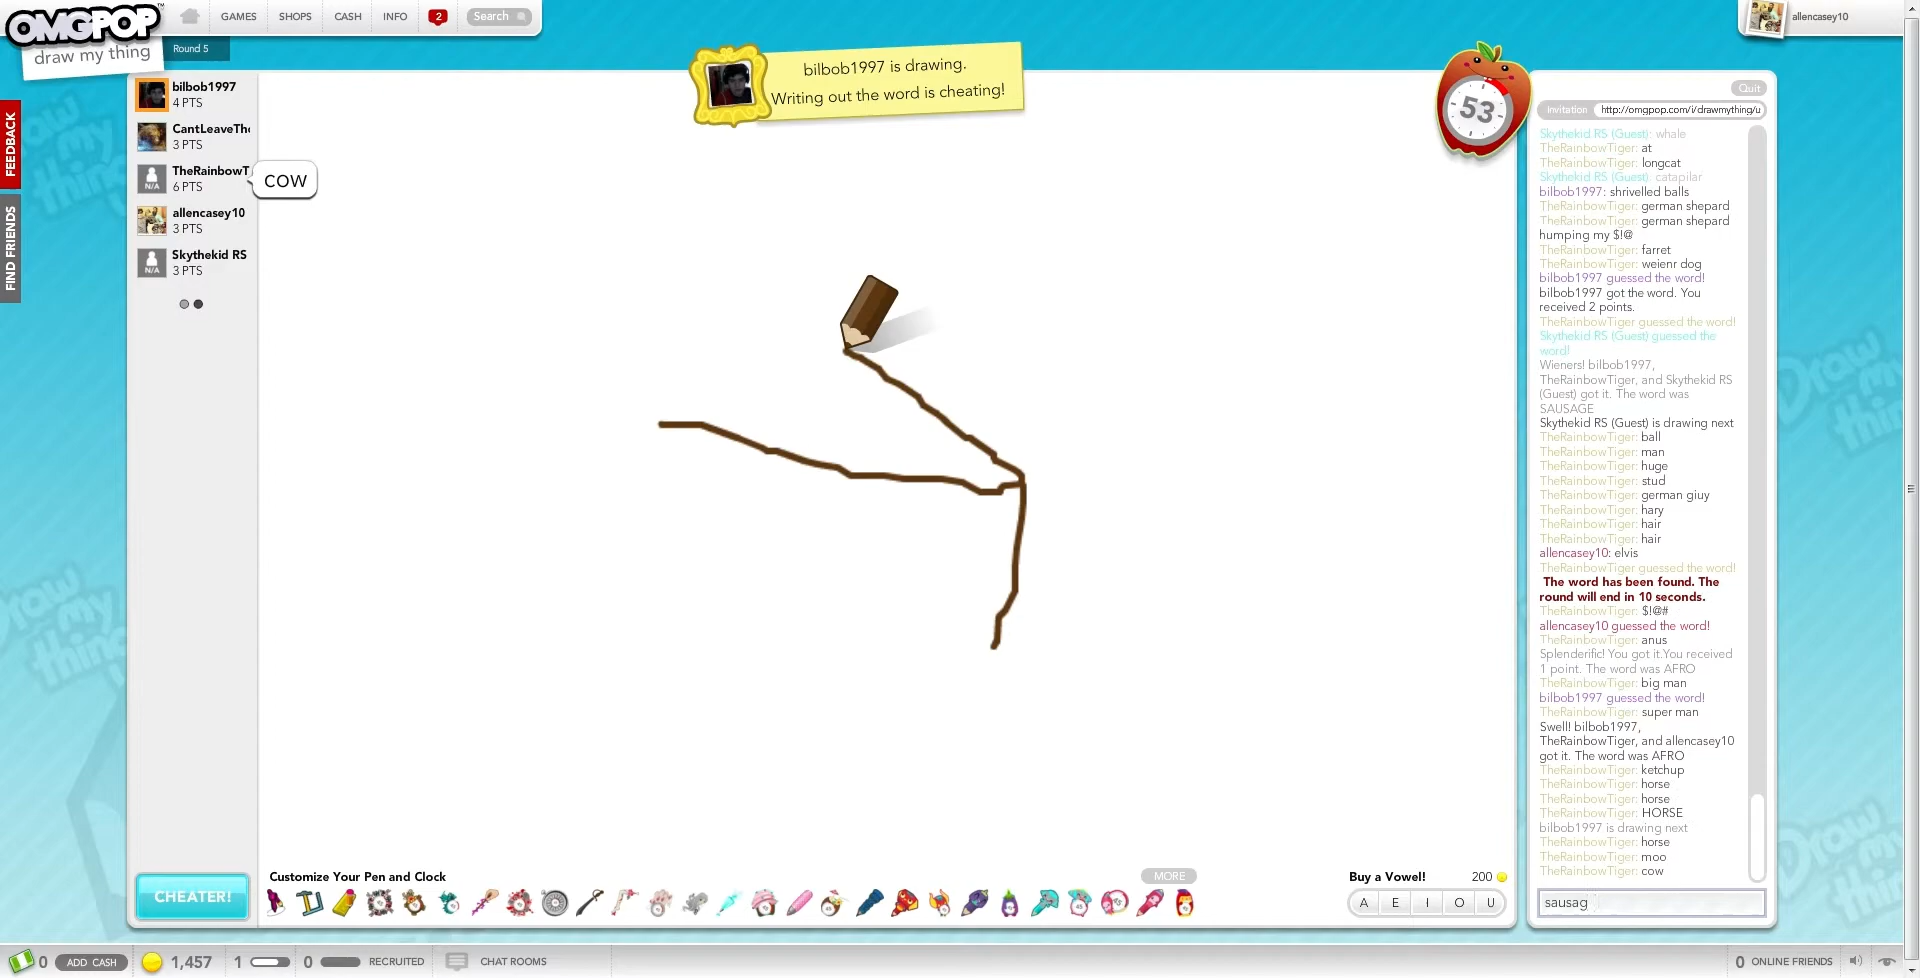 OMGPOP
GAMES SHOPS CASH INFO 2 Search
allencasey10
draw my thing
Round 5
bilbob1997 is drawing.
Writing out the word is cheating!
53
FEEDBACK
FIND FRIENDS
bilbob1997
4 PTS
CantLeaveTh
3 PTS
TheRainbowT
6 PTS
COW
allencasey10
3 PTS
Skythekid RS
3 PTS
N/A
N/A
Quit
Invitation http://omgpop.com/i/drawmything/u
Skythekid RS (Guest): whale
TheRainbowTiger: at
TheRainbowTiger: longcat
Skythekid RS (Guest): catapilar
bilbob1997: shrivelled balls
TheRainbowTiger: german shepard
TheRainbowTiger: german shepard
humping my $!@
TheRainbowTiger: farret
TheRainbowTiger: weienr dog
bilbob1997 guessed the word!
bilbob1997 got the word. You
received 2 points.
TheRainbowTiger guessed the word!
Skythekid RS (Guest) guessed the
word!
Wieners! bilbob1997,
TheRainbowTiger, and Skythekid RS
(Guest) got it. The word was
SAUSAGE
Skythekid RS (Guest) is drawing next
TheRainbowTiger: ball
TheRainbowTiger: man
TheRainbowTiger: huge
TheRainbowTiger: stud
TheRainbowTiger: german giuy
TheRainbowTiger: hary
TheRainbowTiger: hair
TheRainbowTiger: hair
allencasey10: elvis
TheRainbowTiger guessed the word!
The word has been found. The
round will end in 10 seconds.
TheRainbowTiger: $!@#
allencasey10 guessed the word!
TheRainbowTiger: anus
Splenderific! You got it.You received
1 point. The word was AFRO
TheRainbowTiger: big man
bilbob1997 guessed the word!
TheRainbowTiger: super man
Swell! bilbob1997,
TheRainbowTiger, and allencasey10
got it. The word was AFRO
TheRainbowTiger: ketchup
TheRainbowTiger: horse
TheRainbowTiger: horse
TheRainbowTiger: HORSE
bilbob1997 is drawing next
TheRainbowTiger: horse
TheRainbowTiger: moo
TheRainbowTiger: cow
sausag
CHEATER!
Customize Your Pen and Clock
MORE
Buy a Vowel! 200
A E I O U
0 ADD CASH 1,457 1 0 RECRUITED CHAT ROOMS
0 ONLINE FRIENDS